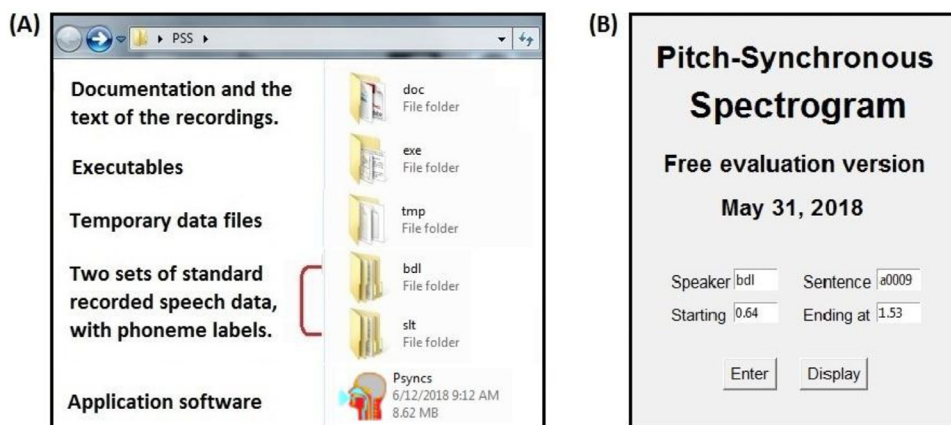 (A)
PSS
Documentation and the
text of the recordings.
doc
File folder
Executables
exe
File folder
Temporary data files
tmp
File folder
Two sets of standard
recorded speech data,
with phoneme labels.
bdl
File folder
slt
File folder
Application software
Psyncs
6/12/2018 9:12 AM
8.62 MB
(B)
Pitch-Synchronous
Spectrogram
Free evaluation version
May 31, 2018
Speaker bdl Sentence a0009
Starting 0.64 Ending at 1.53
Enter Display